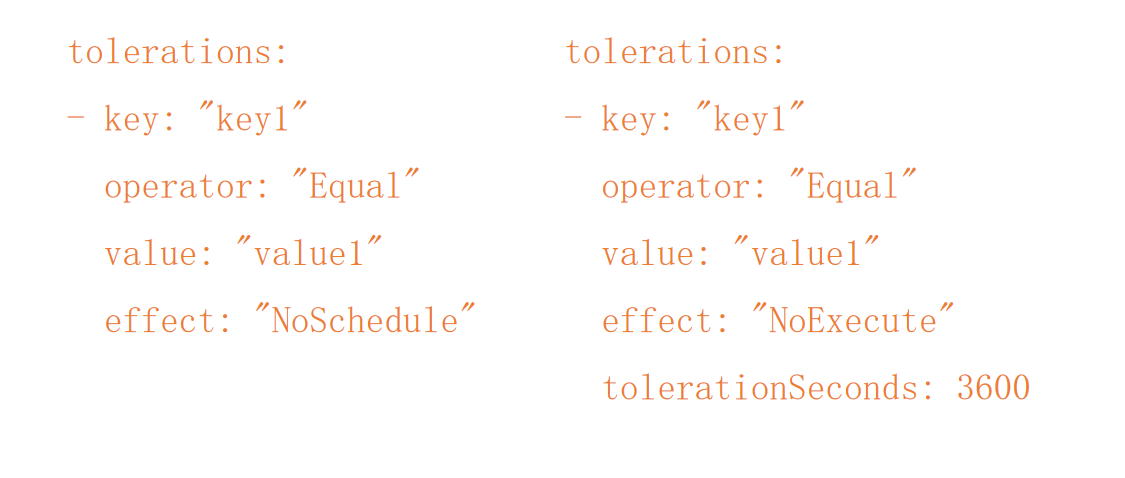 tolerations:
- key: "key1"
  operator: "Equal"
  value: "value1"
  effect: "NoSchedule"
tolerations:
- key: "key1"
  operator: "Equal"
  value: "value1"
  effect: "NoExecute"
  tolerationSeconds: 3600